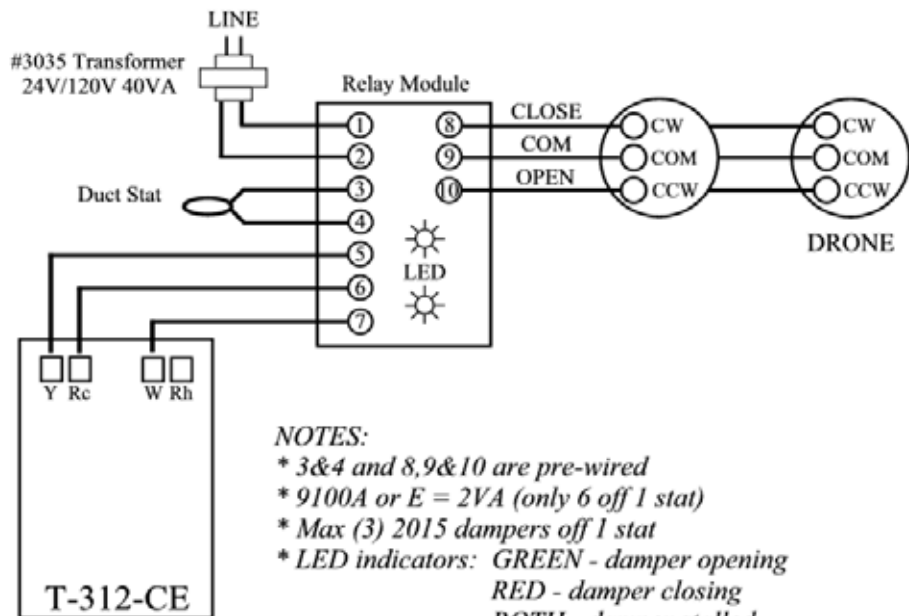 LINE
#3035 Transformer
24V/120V 40VA
Relay Module
1
2
3
4
5
6
7
8
9
10
CLOSE
COM
OPEN
CW
COM
CCW
CW
COM
CCW
DRONE
Duct Stat
LED
Y Rc W Rh
T-312-CE
NOTES:
* 3&4 and 8,9&10 are pre-wired
* 9100A or E = 2VA (only 6 off 1 stat)
* Max (3) 2015 dampers off 1 stat
* LED indicators: GREEN - damper opening
RED - damper closing